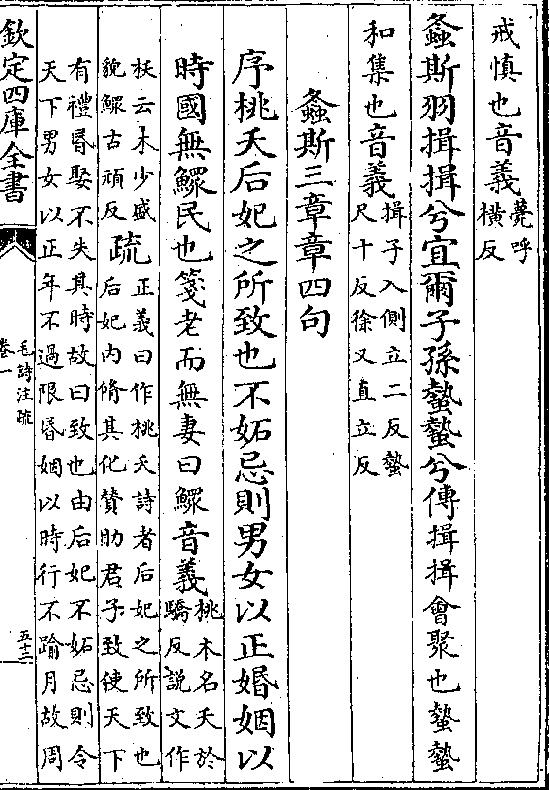 戒慎也音義薨呼
橫反
螽斯羽揖揖兮宜爾子孫蟄蟄兮傳揖揖會聚也蟄蟄
和集也音義揖子入側立二反蟄
尺十反徐又直立反
螽斯三章章四句
序桃夭后妃之所致也不妬忌則男女以正婚姻以
時國無鰥民也箋老而無妻曰鰥音義桃木名夭於
驕反説文作
枖云木少盛
貌鰥古頑反疏正義曰作桃夭詩者后妃之所致也
后妃内脩其化贊助君子致使天下
有禮昬娶不失其時故曰致也由后妃不妬忌則令
天下男女以正年不過限昬姻以時行不踰月故周
欽定四庫全書
毛詩注疏
卷一
五十三